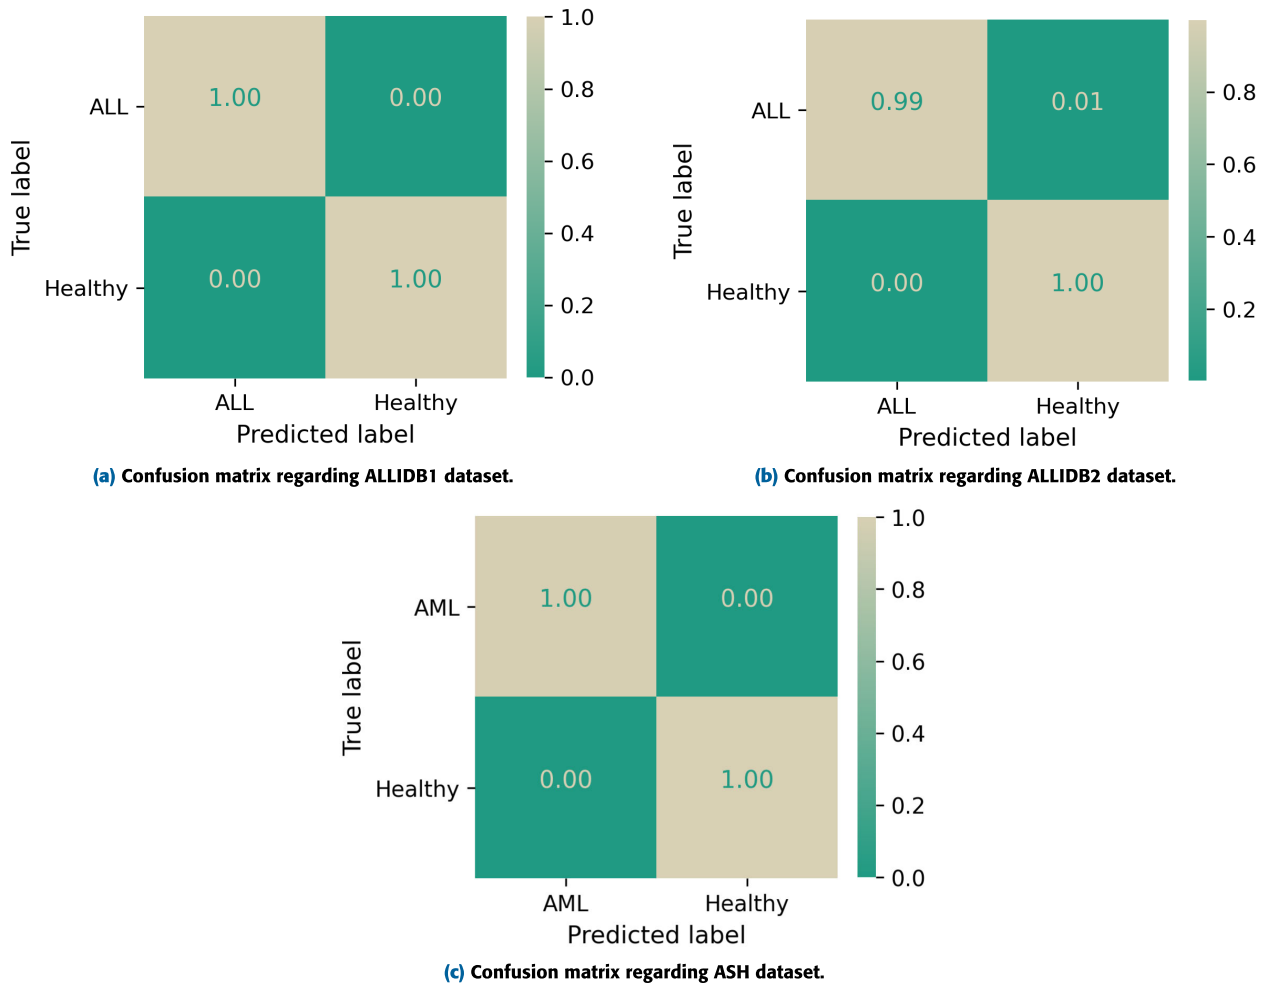 True label
ALL
Healthy
1.00 0.00
0.00 1.00
ALL Healthy
Predicted label
1.0
0.8
0.6
0.4
0.2
0.0
(a) Confusion matrix regarding ALLIDB1 dataset.
True label
ALL
Healthy
0.99 0.01
0.00 1.00
ALL Healthy
Predicted label
0.8
0.6
0.4
0.2
(b) Confusion matrix regarding ALLIDB2 dataset.
True label
AML
Healthy
1.00 0.00
0.00 1.00
AML Healthy
Predicted label
1.0
0.8
0.6
0.4
0.2
0.0
(c) Confusion matrix regarding ASH dataset.